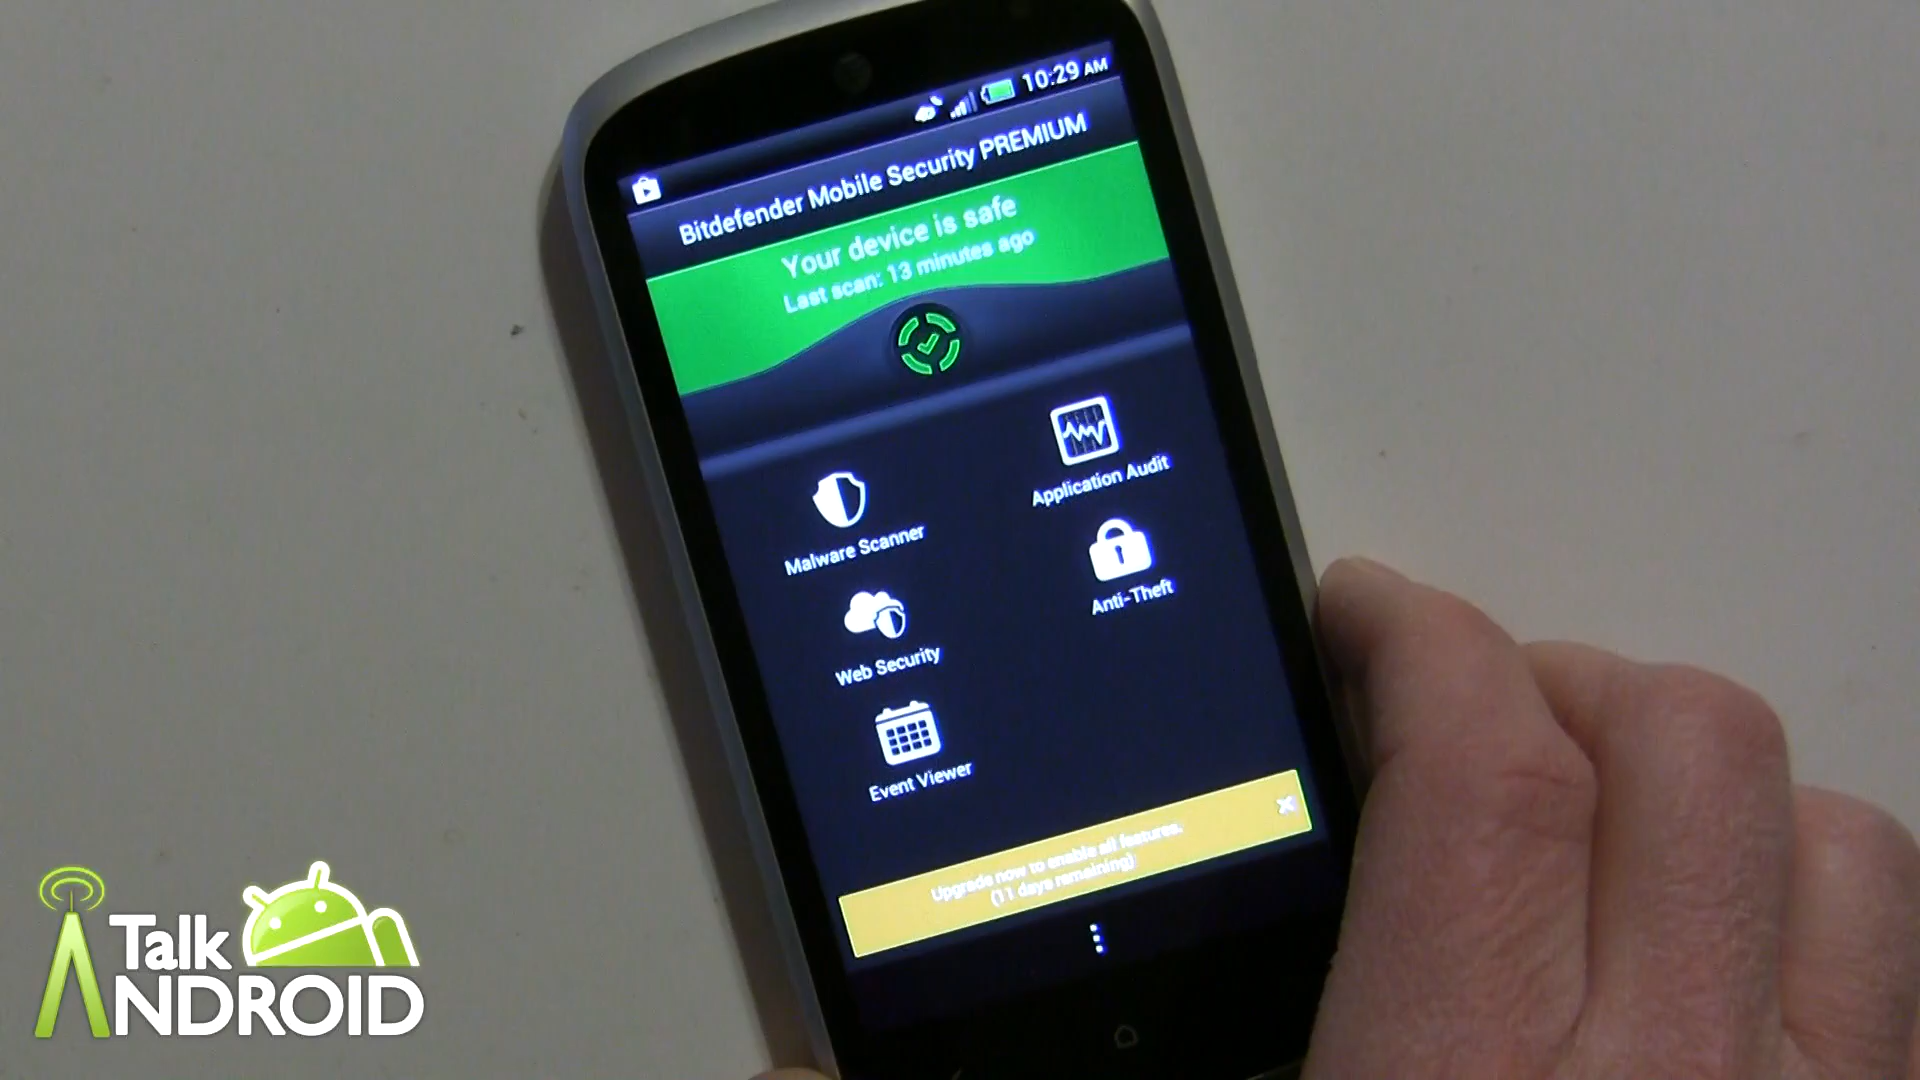 10:29 AM
Bitdefender Mobile Security PREMIUM
Your device is safe
Last scan: 13 minutes ago
Application Audit
Malware Scanner
Anti-Theft
Web Security
Event Viewer
Upgrade now to enable all features.
(11 days remaining)
Talk
ANDROID